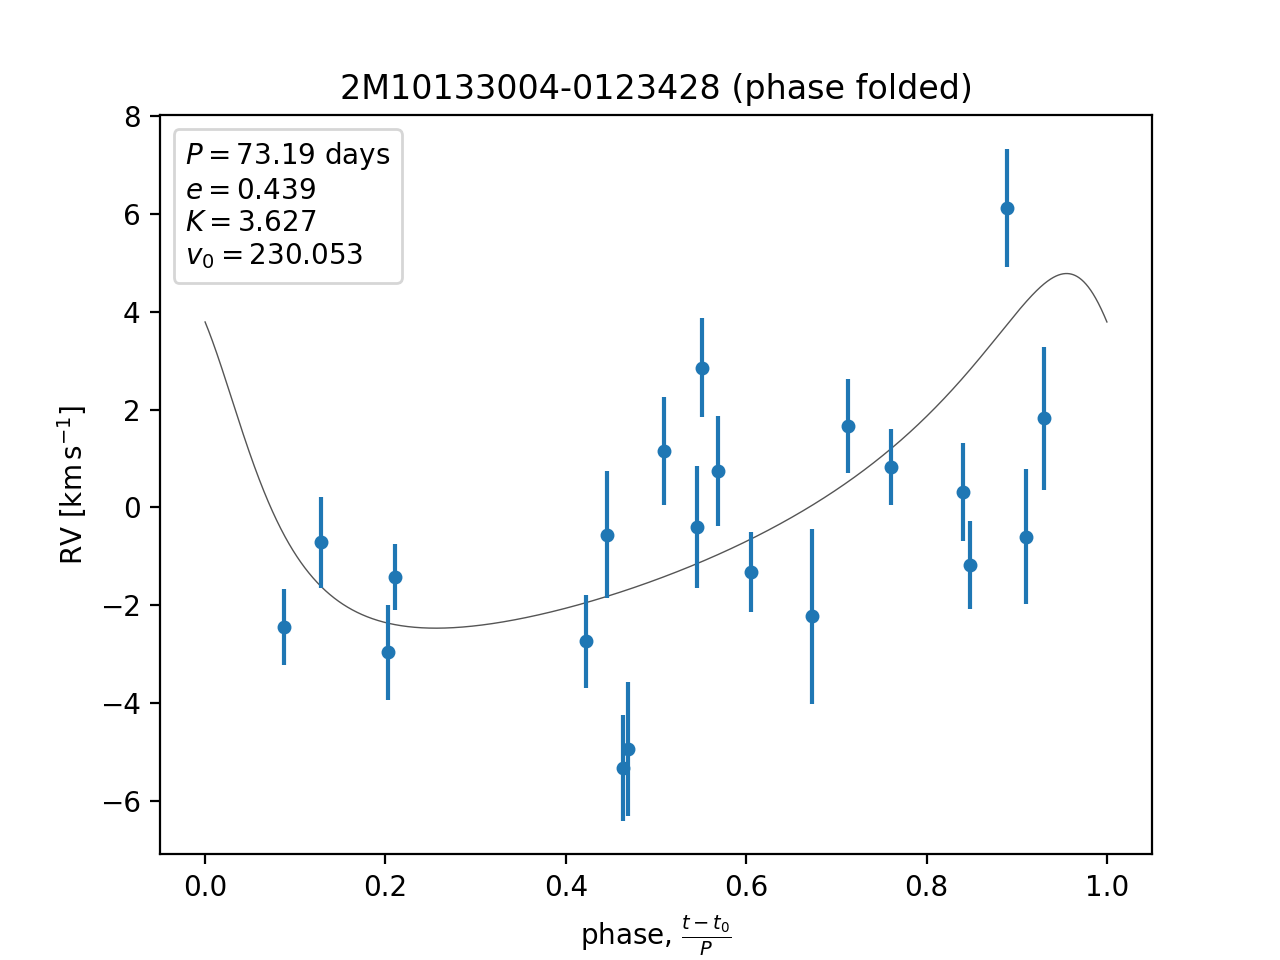 2M10133004-0123428 (phase folded)
P = 73.19 days
e = 0.439
K = 3.627
v₀ = 230.053
8
6
4
2
0
−2
−4
−6
RV [km s⁻¹]
0.0 0.2 0.4 0.6 0.8 1.0
phase, (t − t₀)/P